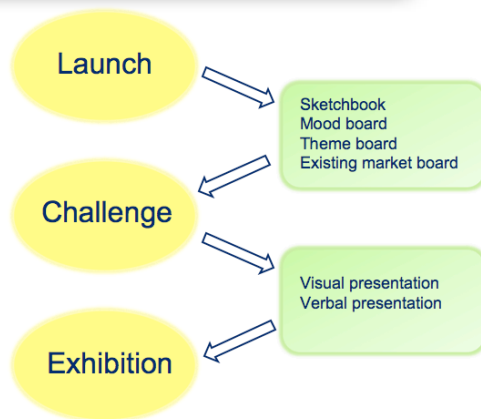 Launch
Sketchbook
Mood board
Theme board
Existing market board
Challenge
Visual presentation
Verbal presentation
Exhibition